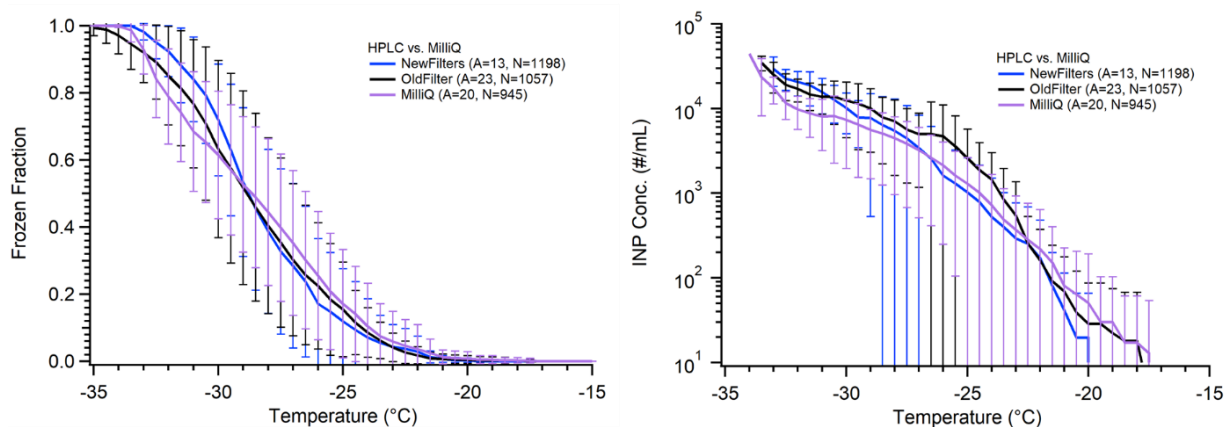 1.0
0.8
0.6
0.4
0.2
0.0
Frozen Fraction
HPLC vs. MilliQ
NewFilters (A=13, N=1198)
OldFilter (A=23, N=1057)
MilliQ (A=20, N=945)
-35
-30
-25
-20
-15
Temperature (°C)
10⁵
10⁴
10³
10²
10¹
INP Conc. (#/mL)
HPLC vs. MilliQ
NewFilters (A=13, N=1198)
OldFilter (A=23, N=1057)
MilliQ (A=20, N=945)
-35
-30
-25
-20
-15
Temperature (°C)